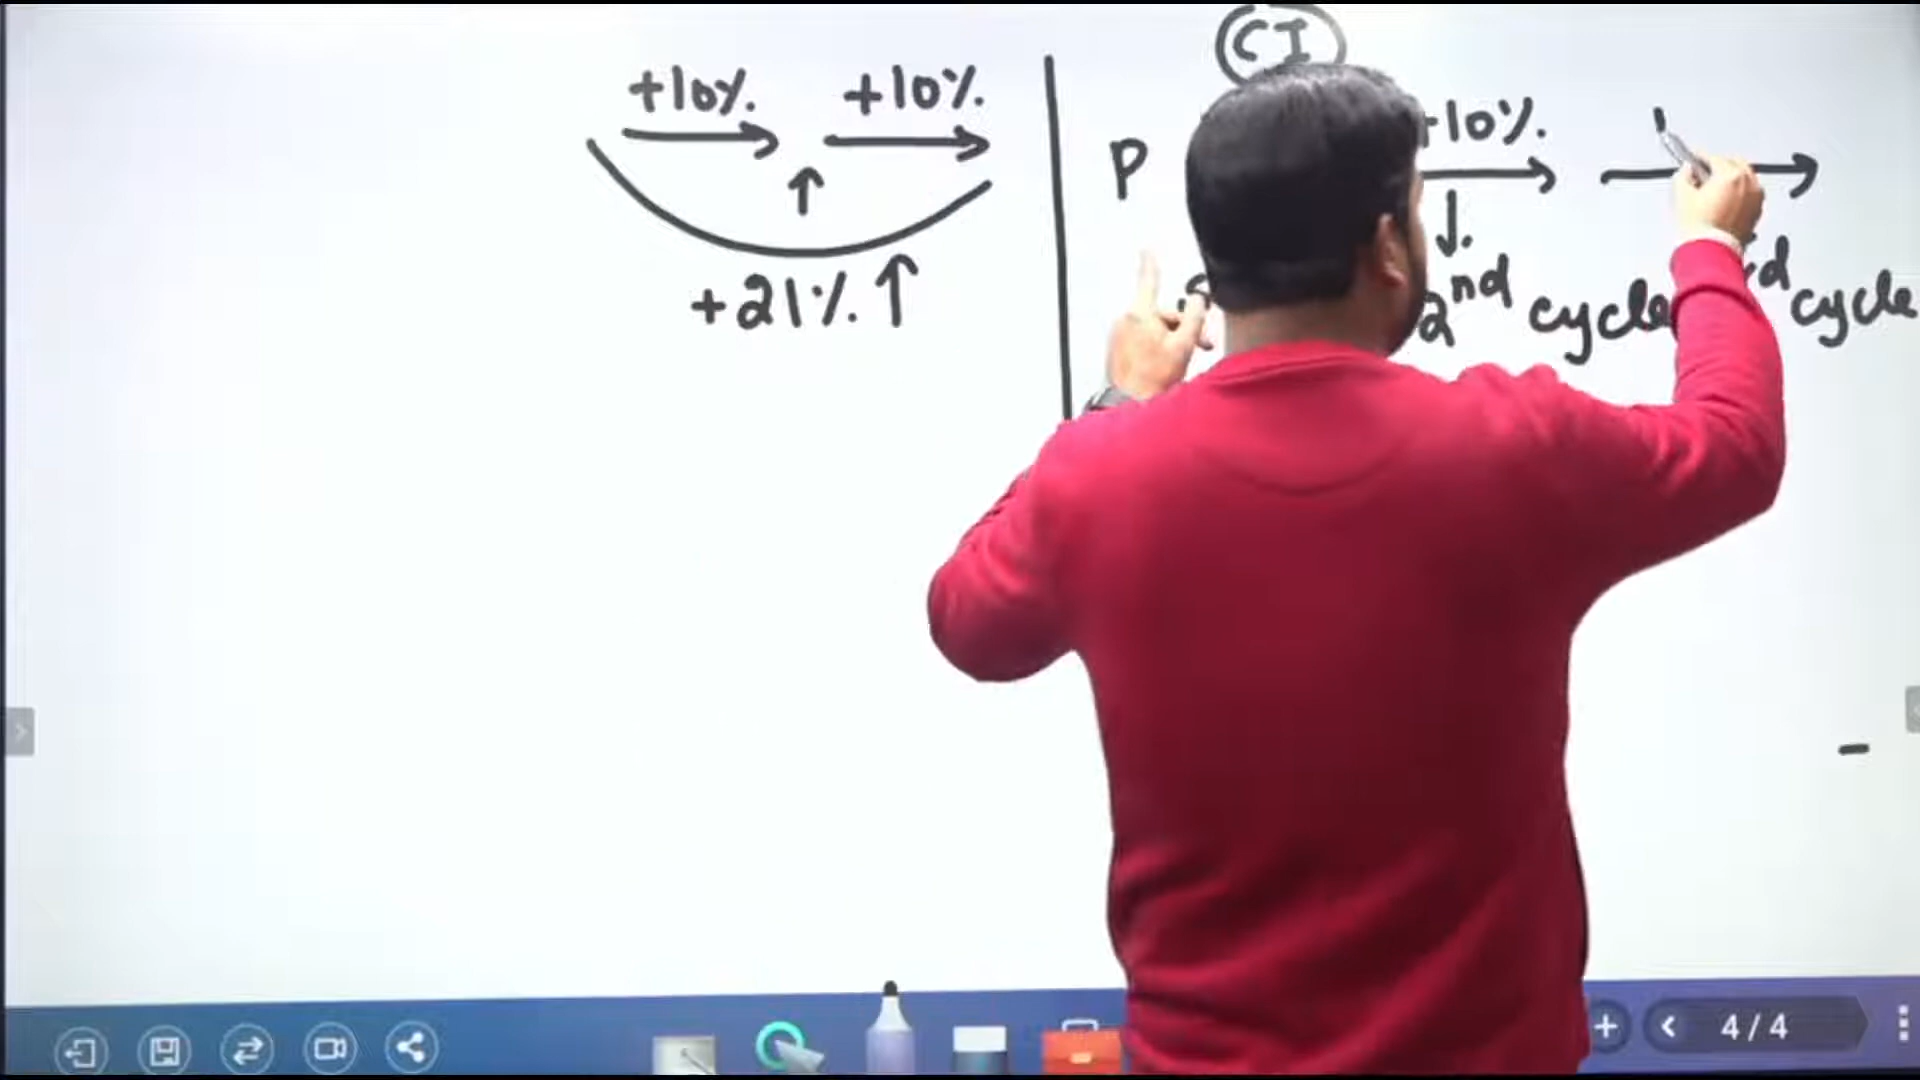 +10%. +10%.
+21%. ↑
CI
P +10%.
2nd cycle cycle
4 / 4